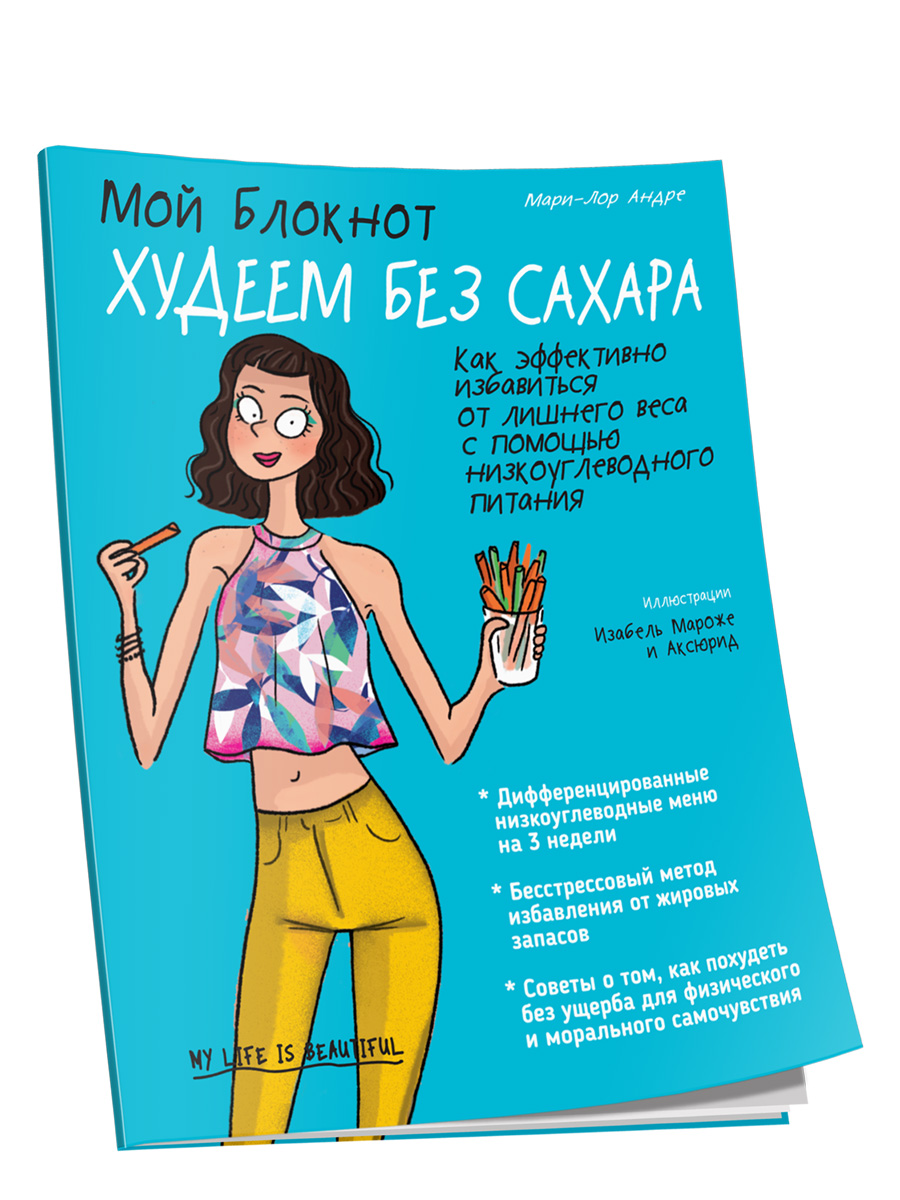 Мой Блокнот
Мари-Лор Андре
ХУДЕЕМ БЕЗ САХАРА
Как эффективно
избавиться
от лишнего веса
с помощью
низкоуглеводного
питания
Иллюстрации
Изабель Мароже
и Аксюрид
* Дифференцированные
низкоуглеводные меню
на 3 недели
* Бесстрессовый метод
избавления от жировых
запасов
* Советы о том, как похудеть
без ущерба для физического
и морального самочувствия
MY LIFE IS BEAUTIFUL